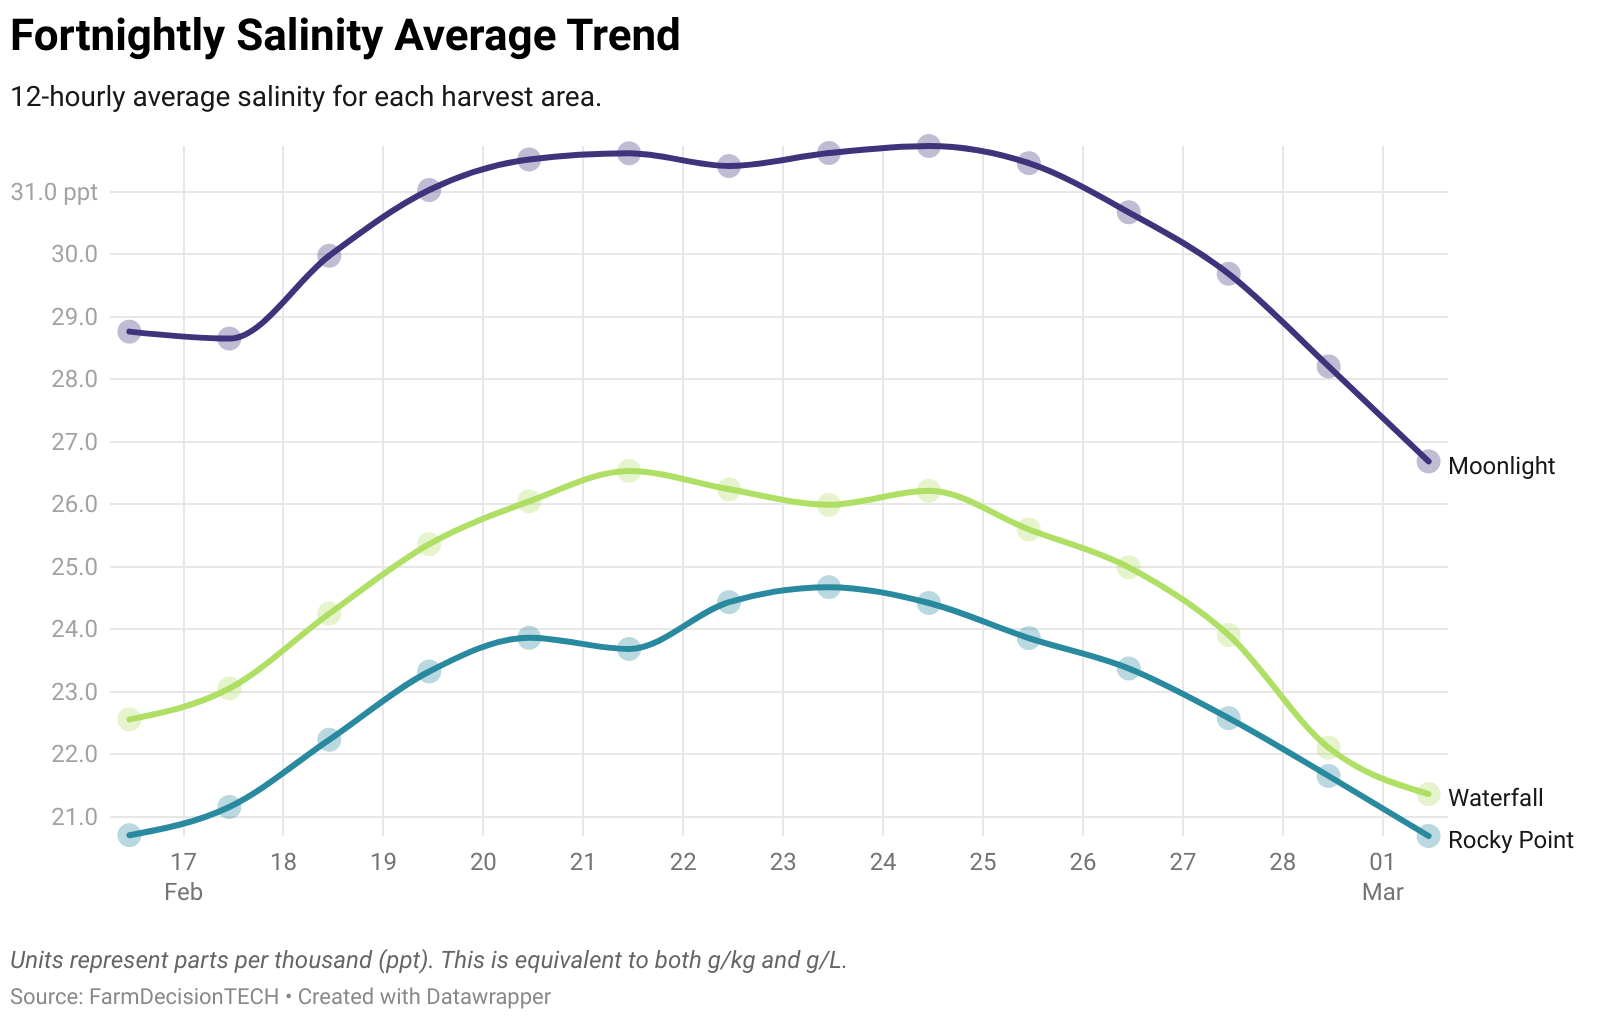 Fortnightly Salinity Average Trend
12-hourly average salinity for each harvest area.
31.0 ppt
30.0
29.0
28.0
27.0
26.0
25.0
24.0
23.0
22.0
21.0
Moonlight
Waterfall
Rocky Point
17 18 19 20 21 22 23 24 25 26 27 28 01
Feb Mar
Units represent parts per thousand (ppt). This is equivalent to both g/kg and g/L.
Source: FarmDecisionTECH • Created with Datawrapper